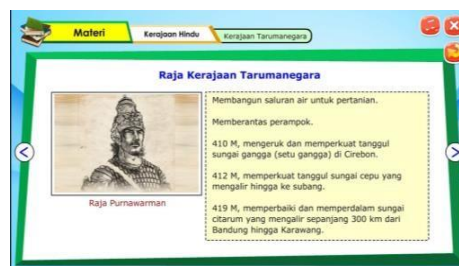 Materi
Kerajaan Hindu
Kerajaan Tarumanegara
Raja Kerajaan Tarumanegara
Membangun saluran air untuk pertanian.
Memberantas perampok.
410 M, mengeruk dan memperkuat tanggul
sungai gangga (setu gangga) di Cirebon.
412 M, memperkuat tanggul sungai cepu yang
mengalir hingga ke subang.
419 M, memperbaiki dan memperdalam sungai
citarum yang mengalir sepanjang 300 km dari
Bandung hingga Karawang.
Raja Purnawarman